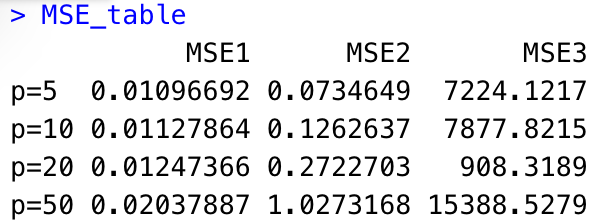 > MSE_table
MSE1 MSE2 MSE3
p=5 0.01096692 0.0734649 7224.1217
p=10 0.01127864 0.1262637 7877.8215
p=20 0.01247366 0.2722703 908.3189
p=50 0.02037887 1.0273168 15388.5279